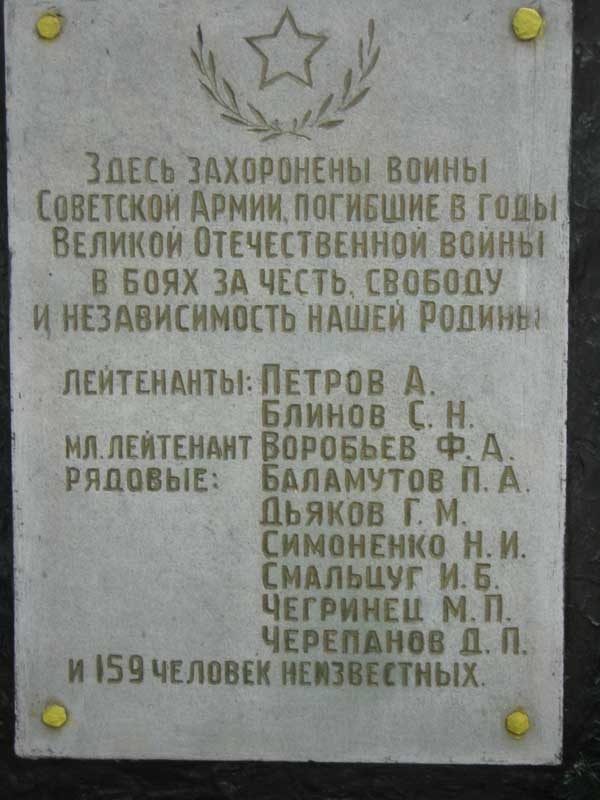 Здесь захоронены воины
Советской Армии, погибшие в годы
Великой Отечественной войны
в боях за честь, свободу
и независимость нашей Родины
лейтенанты: Петров А.
Блинов С. Н.
мл. лейтенант Воробьев Ф. А.
рядовые: Баламутов П. А.
Дьяков Г. М.
Симоненко Н. И.
Смальцуг И. Б.
Чегринец М. П.
Черепанов Д. П.
и 159 человек неизвестных.